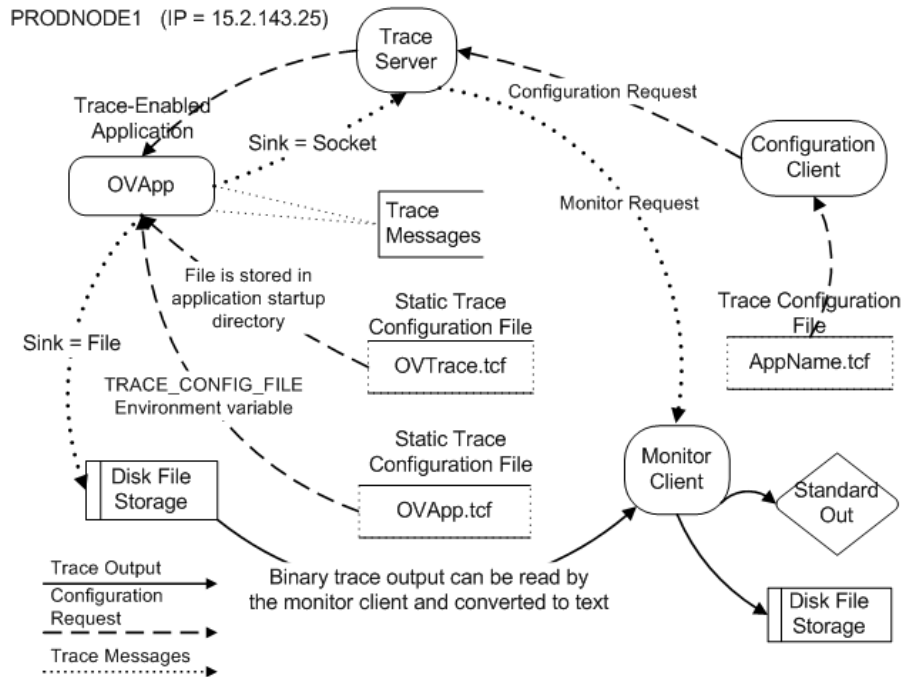 PRODNODE1 (IP = 15.2.143.25)
Trace
Server
Configuration Request
Trace-Enabled
Application
Sink = Socket
Configuration
Client
OVApp
Trace
Messages
Monitor Request
File is stored in
application startup
directory
Static Trace
Configuration File
OVTrace.tcf
Trace Configuration
File
AppName.tcf
Sink = File
TRACE_CONFIG_FILE
Environment variable
Static Trace
Configuration File
OVApp.tcf
Monitor
Client
Disk File
Storage
Standard
Out
Binary trace output can be read by
the monitor client and converted to text
Disk File
Storage
Trace Output
Configuration
Request
Trace Messages